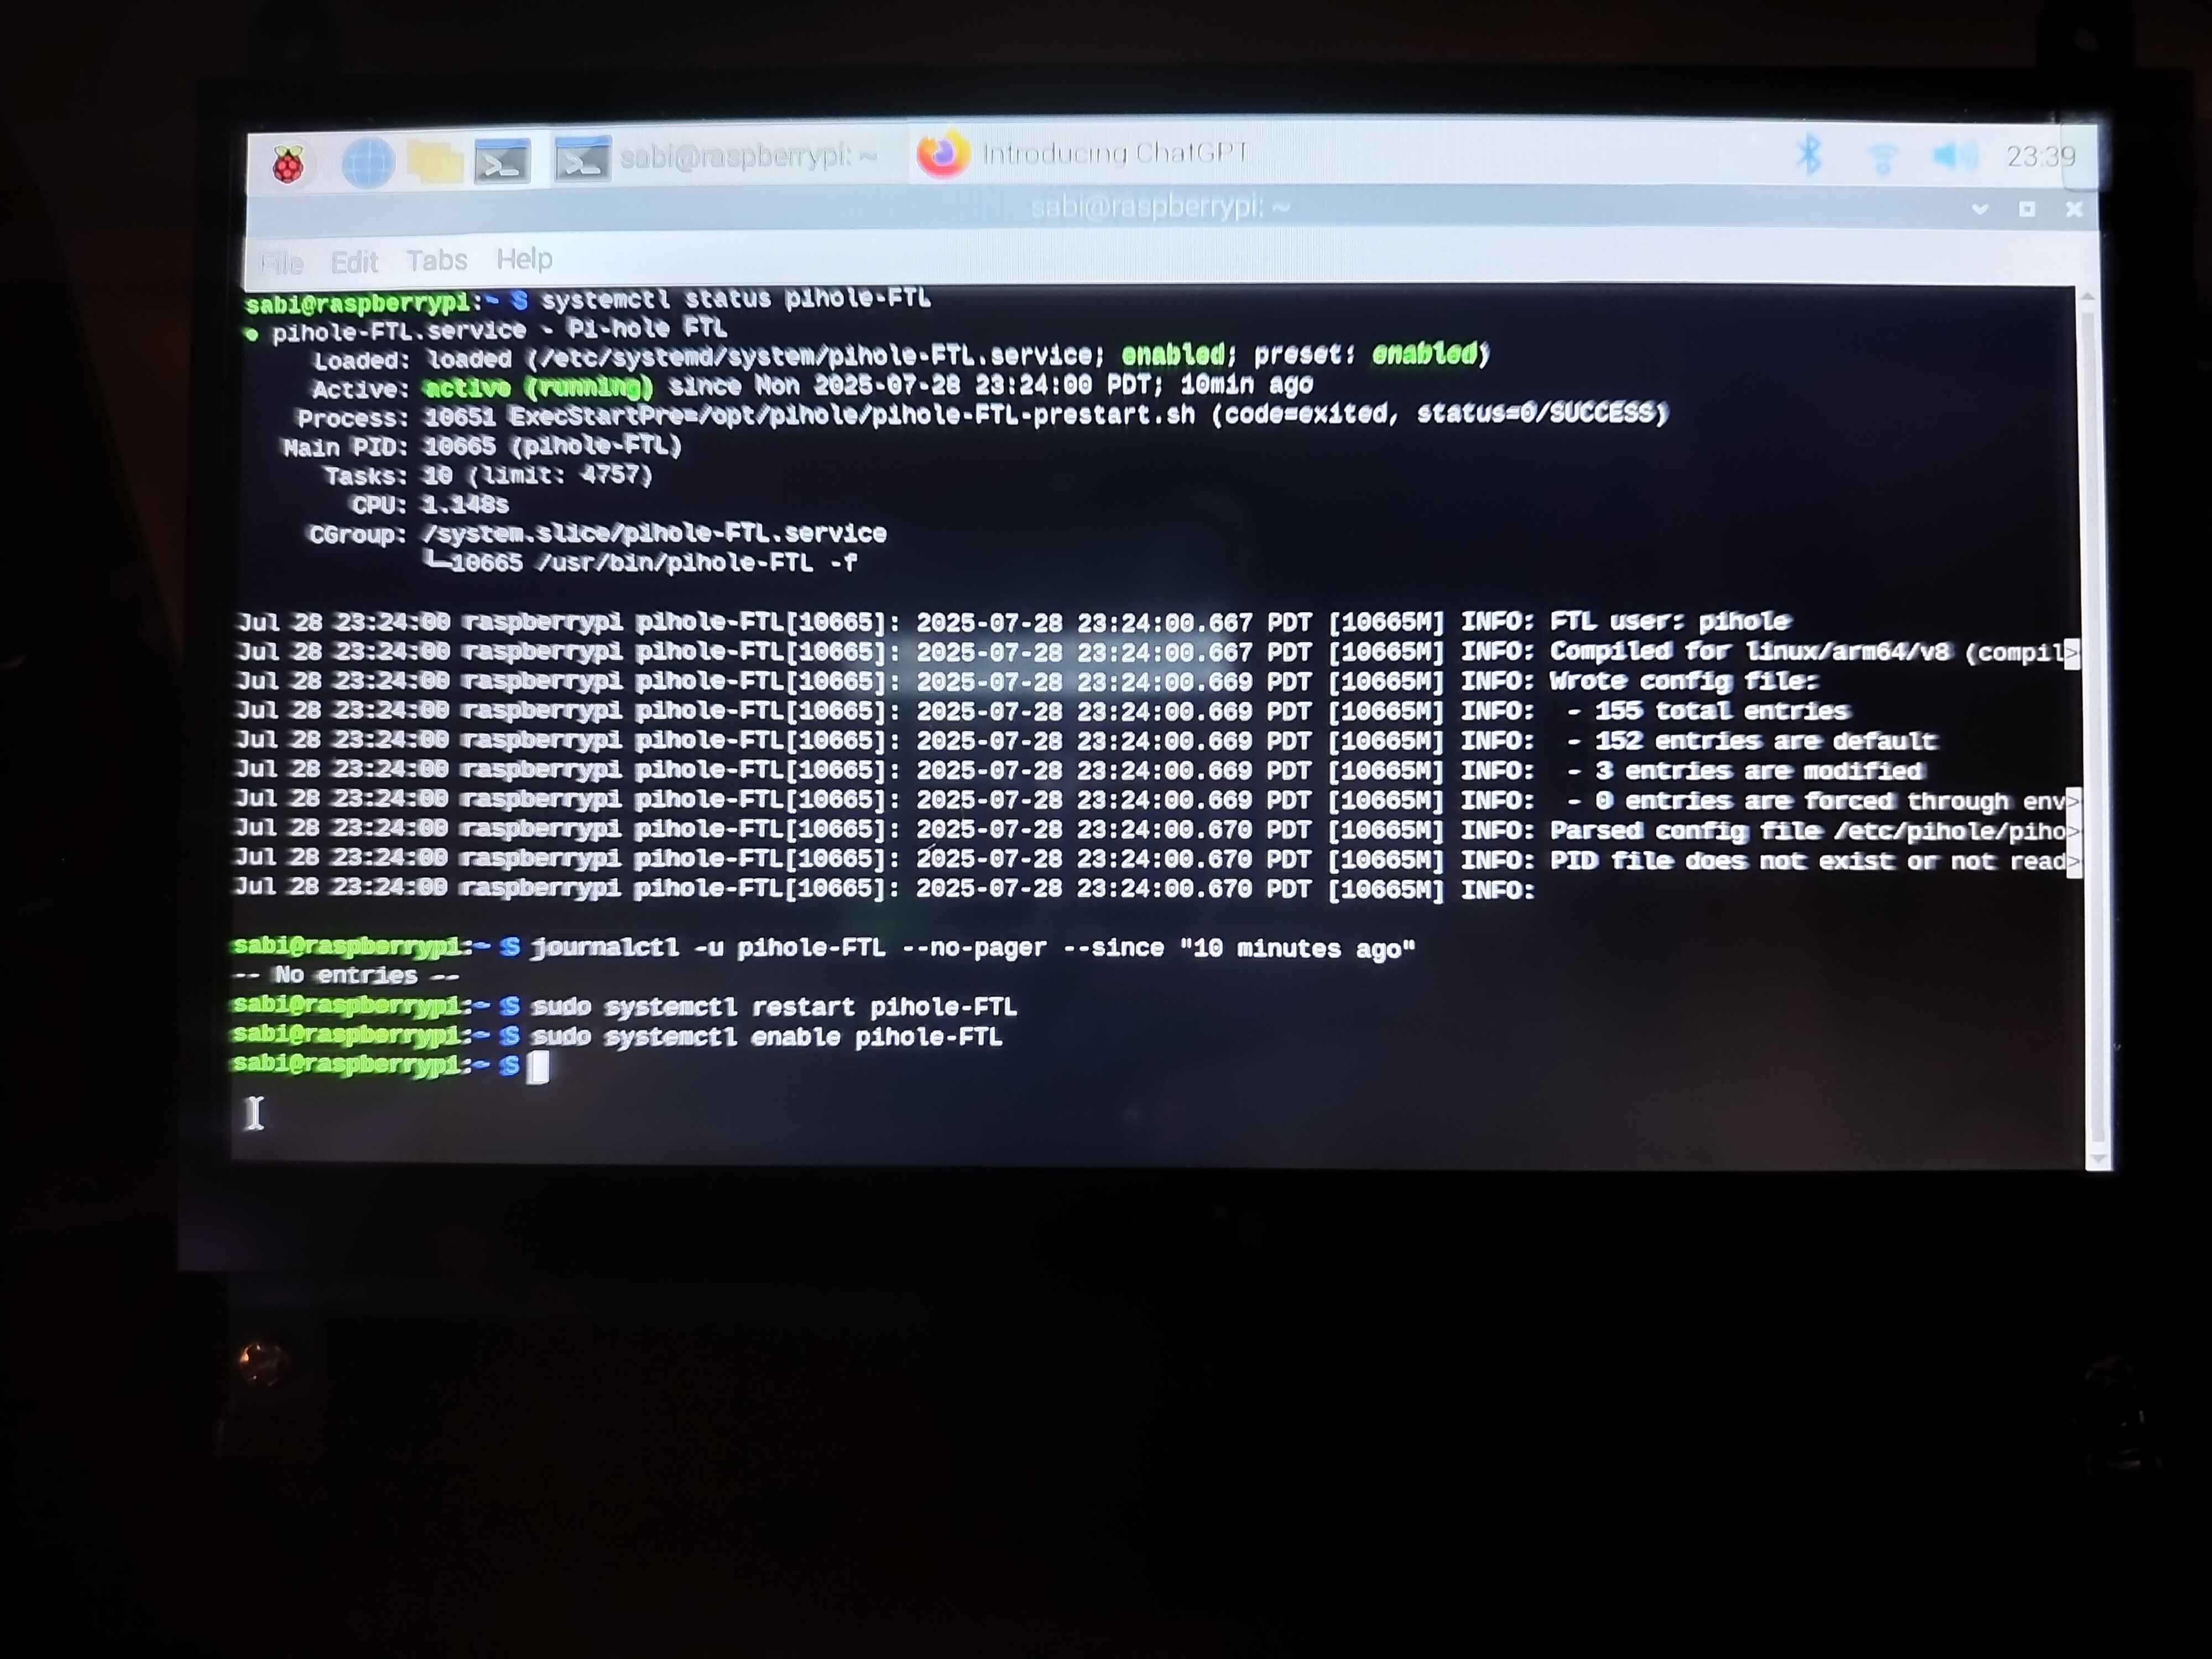 sabi@raspberrypi: ~
Introducing ChatGPT
23:39
sabi@raspberrypi: ~
File Edit Tabs Help
sabi@raspberrypi:~ $ systemctl status pihole-FTL
● pihole-FTL.service - Pi-hole FTL
Loaded: loaded (/etc/systemd/system/pihole-FTL.service; enabled; preset: enabled)
Active: active (running) since Mon 2025-07-28 23:24:00 PDT; 10min ago
Process: 10651 ExecStartPre=/opt/pihole/pihole-FTL-prestart.sh (code=exited, status=0/SUCCESS)
Main PID: 10665 (pihole-FTL)
Tasks: 10 (limit: 4757)
CPU: 1.148s
CGroup: /system.slice/pihole-FTL.service
└─10665 /usr/bin/pihole-FTL -f
Jul 28 23:24:00 raspberrypi pihole-FTL[10665]: 2025-07-28 23:24:00.667 PDT [10665M] INFO: FTL user: pihole
Jul 28 23:24:00 raspberrypi pihole-FTL[10665]: 2025-07-28 23:24:00.667 PDT [10665M] INFO: Compiled for linux/arm64/v8 (compil>
Jul 28 23:24:00 raspberrypi pihole-FTL[10665]: 2025-07-28 23:24:00.669 PDT [10665M] INFO: Wrote config file:
Jul 28 23:24:00 raspberrypi pihole-FTL[10665]: 2025-07-28 23:24:00.669 PDT [10665M] INFO:  - 155 total entries
Jul 28 23:24:00 raspberrypi pihole-FTL[10665]: 2025-07-28 23:24:00.669 PDT [10665M] INFO:  - 152 entries are default
Jul 28 23:24:00 raspberrypi pihole-FTL[10665]: 2025-07-28 23:24:00.669 PDT [10665M] INFO:  - 3 entries are modified
Jul 28 23:24:00 raspberrypi pihole-FTL[10665]: 2025-07-28 23:24:00.669 PDT [10665M] INFO:  - 0 entries are forced through env>
Jul 28 23:24:00 raspberrypi pihole-FTL[10665]: 2025-07-28 23:24:00.670 PDT [10665M] INFO: Parsed config file /etc/pihole/piho>
Jul 28 23:24:00 raspberrypi pihole-FTL[10665]: 2025-07-28 23:24:00.670 PDT [10665M] INFO: PID file does not exist or not read>
Jul 28 23:24:00 raspberrypi pihole-FTL[10665]: 2025-07-28 23:24:00.670 PDT [10665M] INFO:
sabi@raspberrypi:~ $ journalctl -u pihole-FTL --no-pager --since "10 minutes ago"
-- No entries --
sabi@raspberrypi:~ $ sudo systemctl restart pihole-FTL
sabi@raspberrypi:~ $ sudo systemctl enable pihole-FTL
sabi@raspberrypi:~ $